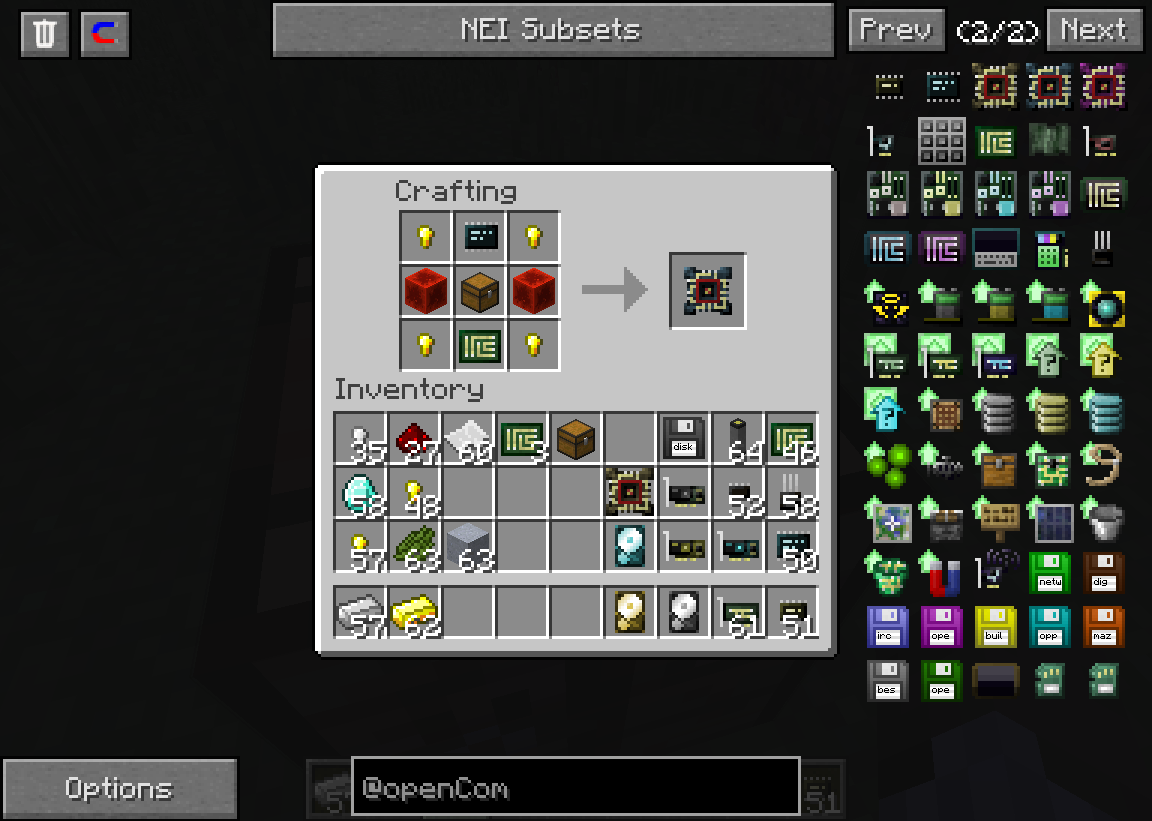 NEI Subsets
Prev (2/2) Next
Crafting
Inventory
35 27 60 3 disk 64 46
58 48 52 58
57 63 63 50
57 62 61 51
netw dig
irc ope buil opp maz
bes ope
Options
5 @openCom 51